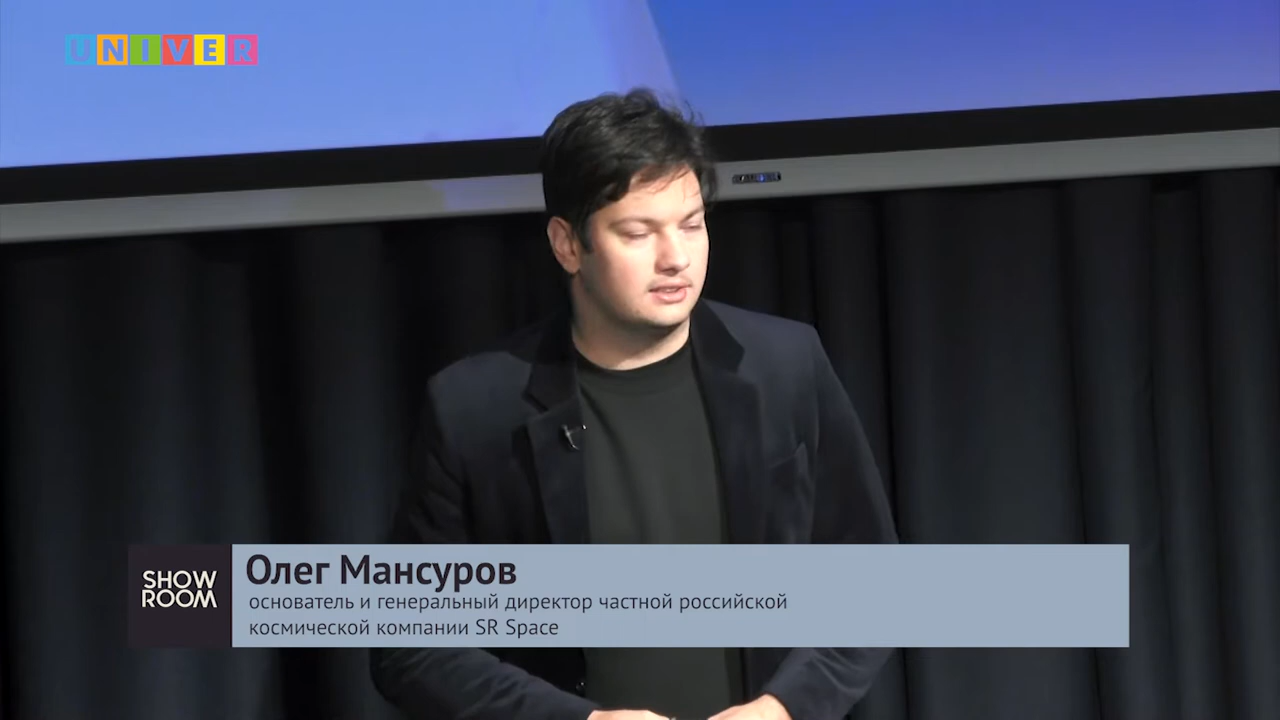 UNIVER
SHOW
ROOM
Олег Мансуров
основатель и генеральный директор частной российской
космической компании SR Space